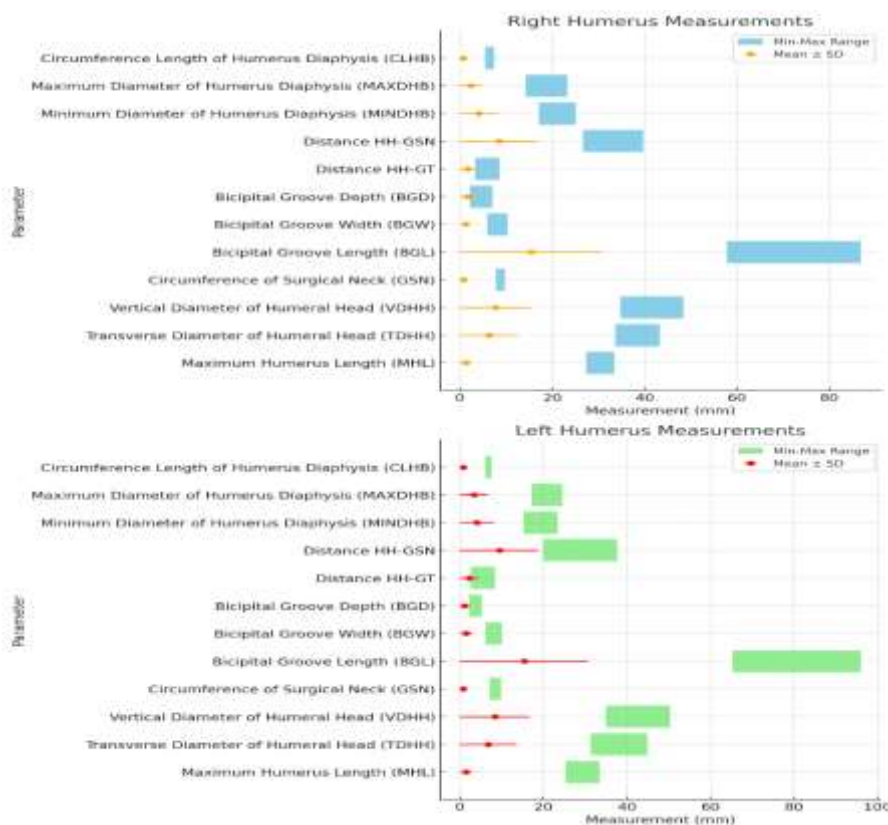 Right Humerus Measurements
Min-Max Range
Mean ± SD
Circumference Length of Humerus Diaphysis (CLHB)
Maximum Diameter of Humerus Diaphysis (MAXDHB)
Minimum Diameter of Humerus Diaphysis (MINDHB)
Distance HH-GSN
Distance HH-GT
Bicipital Groove Depth (BGD)
Bicipital Groove Width (BGW)
Bicipital Groove Length (BGL)
Circumference of Surgical Neck (GSN)
Vertical Diameter of Humeral Head (VDHH)
Transverse Diameter of Humeral Head (TDHH)
Maximum Humerus Length (MHL)
Parameter
0 20 40 60 80
Measurement (mm)
Left Humerus Measurements
Min-Max Range
Mean ± SD
Circumference Length of Humerus Diaphysis (CLHB)
Maximum Diameter of Humerus Diaphysis (MAXDHB)
Minimum Diameter of Humerus Diaphysis (MINDHB)
Distance HH-GSN
Distance HH-GT
Bicipital Groove Depth (BGD)
Bicipital Groove Width (BGW)
Bicipital Groove Length (BGL)
Circumference of Surgical Neck (GSN)
Vertical Diameter of Humeral Head (VDHH)
Transverse Diameter of Humeral Head (TDHH)
Maximum Humerus Length (MHL)
Parameter
0 20 40 60 80 100
Measurement (mm)